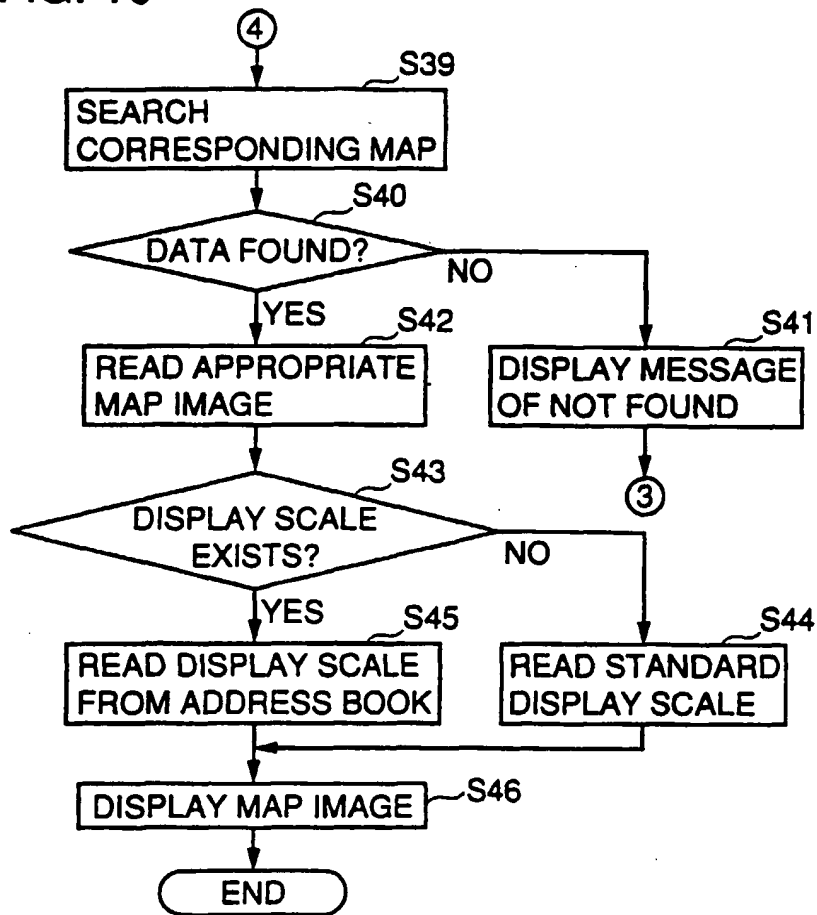 4
S39
SEARCH
CORRESPONDING MAP
S40
DATA FOUND?
NO
YES
S42
READ APPROPRIATE
MAP IMAGE
S41
DISPLAY MESSAGE
OF NOT FOUND
3
S43
DISPLAY SCALE
EXISTS?
NO
YES
S45
READ DISPLAY SCALE
FROM ADDRESS BOOK
S44
READ STANDARD
DISPLAY SCALE
DISPLAY MAP IMAGE
S46
END